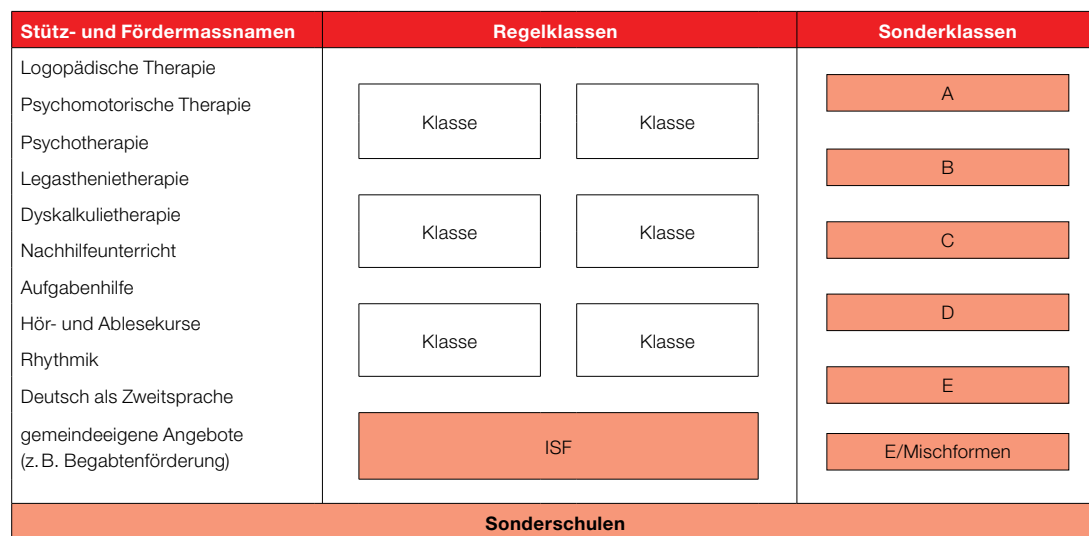 Stütz- und Fördermassnamen
Logopädische Therapie
Psychomotorische Therapie
Psychotherapie
Legasthenietherapie
Dyskalkulietherapie
Nachhilfeunterricht
Aufgabenhilfe
Hör- und Ablesekurse
Rhythmik
Deutsch als Zweitsprache
gemeindeeigene Angebote
(z. B. Begabtenförderung)
Regelklassen
Klasse
Klasse
Klasse
Klasse
Klasse
Klasse
ISF
Sonderklassen
A
B
C
D
E
E/Mischformen
Sonderschulen